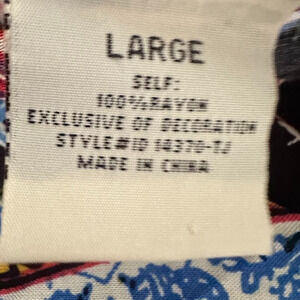 LARGE
SELF:
100%RAYON
EXCLUSIVE OF DECORATION
STYLE#ID 14370-TJ
MADE IN CHINA